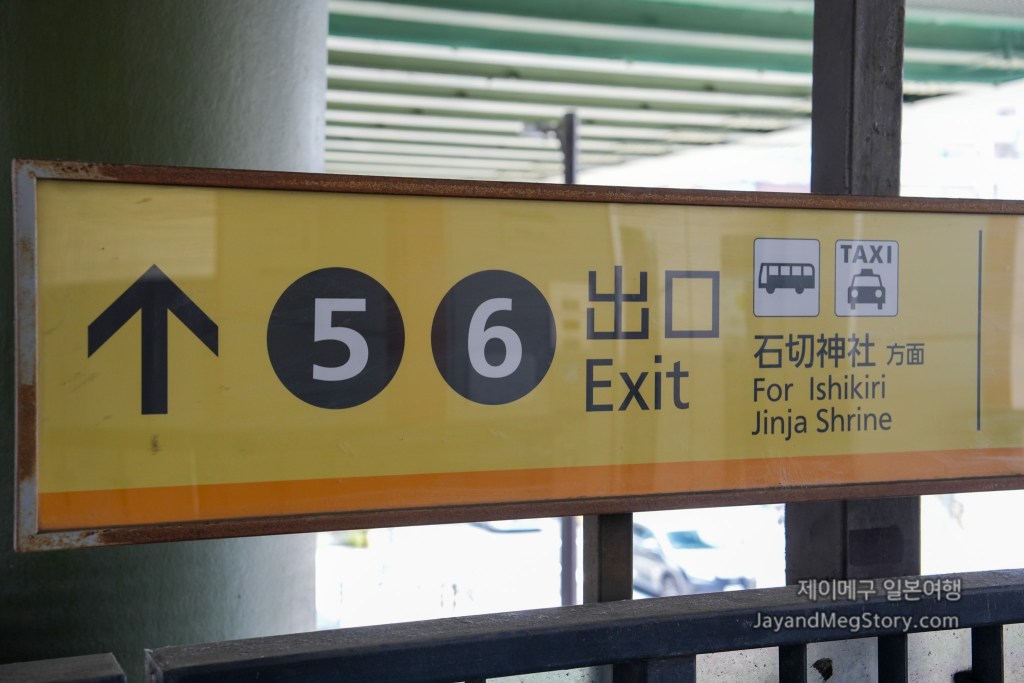 5 6 出口
Exit
TAXI
石切神社 方面
For Ishikiri
Jinja Shrine
제이메구 일본여행
JayandMegStory.com